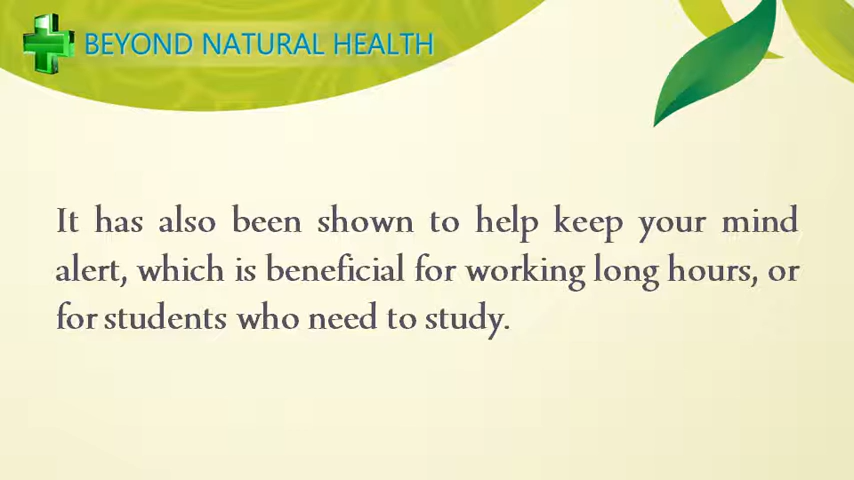 BEYOND NATURAL HEALTH
It has also been shown to help keep your mind
alert, which is beneficial for working long hours, or
for students who need to study.